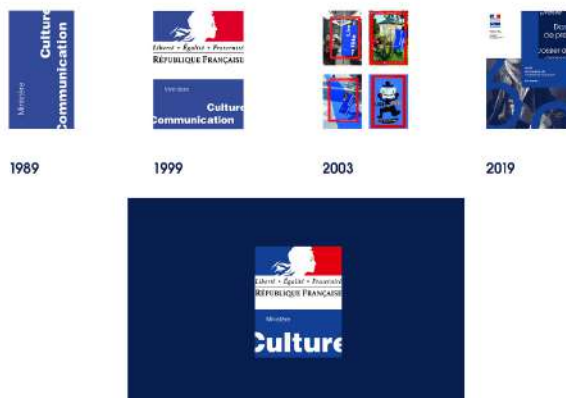 Ministère
Culture
Communication
Liberté • Égalité • Fraternité
RÉPUBLIQUE FRANÇAISE
Ministère
Culture
Communication
1989
1999
2003
2019
Liberté • Égalité • Fraternité
RÉPUBLIQUE FRANÇAISE
Ministère
Culture